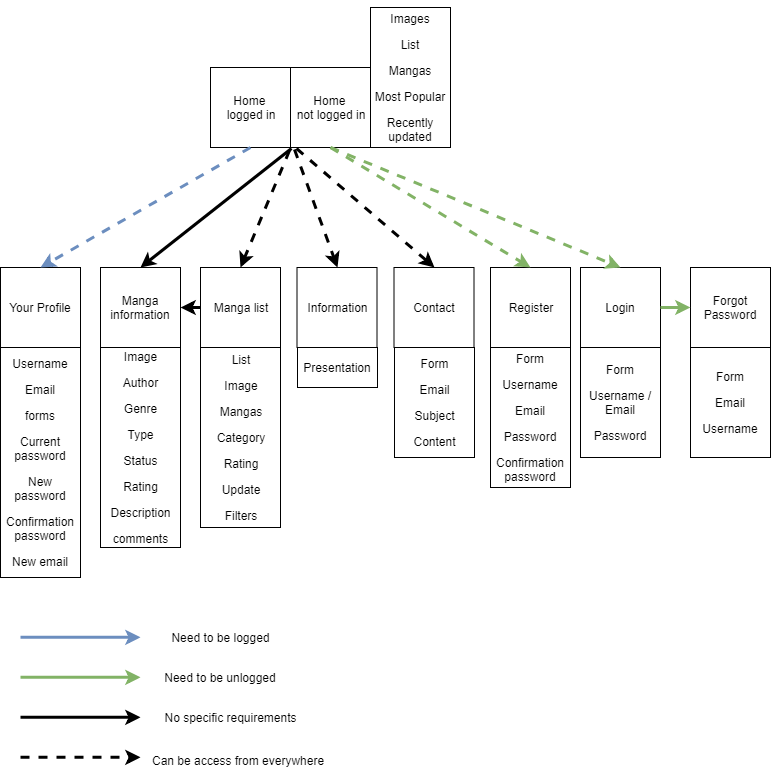 Images
List
Mangas
Most Popular
Recently
updated
Home
logged in
Home
not logged in
Your Profile
Manga
information
Manga list
Information
Contact
Register
Login
Forgot
Password
Username
Email
forms
Current
password
New
password
Confirmation
password
New email
Image
Author
Genre
Type
Status
Rating
Description
comments
List
Image
Mangas
Category
Rating
Update
Filters
Presentation
Form
Email
Subject
Content
Form
Username
Email
Password
Confirmation
password
Form
Username /
Email
Password
Form
Email
Username
Need to be logged
Need to be unlogged
No specific requirements
Can be access from everywhere